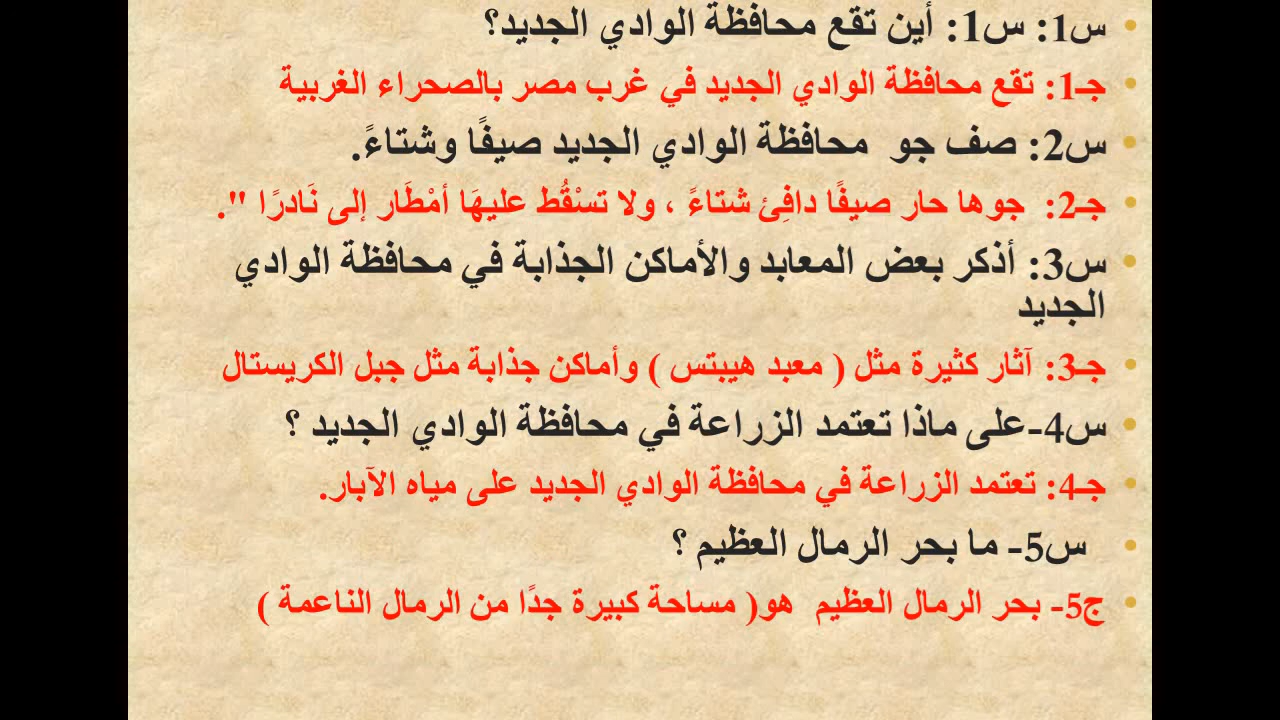 س1: س1: أين تقع محافظة الوادي الجديد؟
جـ1: تقع محافظة الوادي الجديد في غرب مصر بالصحراء الغربية
س2: صف جو محافظة الوادي الجديد صيفًا وشتاءً.
جـ2: جوها حار صيفًا دافِئ شتاءً ، ولا تسْقُط عليهَا أمْطَار إلى نَادرًا ".
س3: أذكر بعض المعابد والأماكن الجذابة في محافظة الوادي
الجديد
جـ3: آثار كثيرة مثل ( معبد هيبتس ) وأماكن جذابة مثل جبل الكريستال
س4-على ماذا تعتمد الزراعة في محافظة الوادي الجديد ؟
جـ4: تعتمد الزراعة في محافظة الوادي الجديد على مياه الآبار.
س5- ما بحر الرمال العظيم ؟
ج5- بحر الرمال العظيم هو( مساحة كبيرة جدًا من الرمال الناعمة )